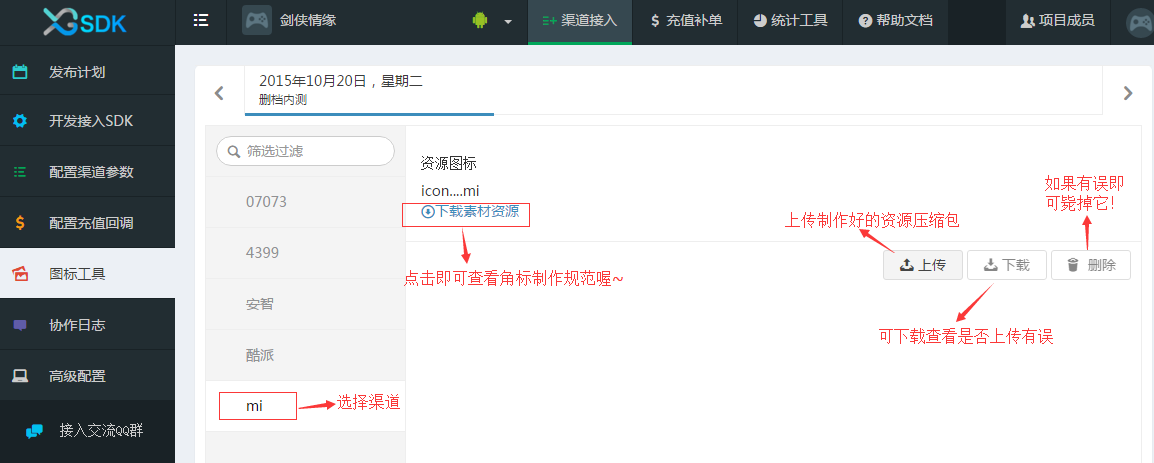 XGSDK
剑侠情缘
渠道接入
$ 充值补单
统计工具
帮助文档
项目成员
发布计划
开发接入SDK
配置渠道参数
$ 配置充值回调
图标工具
协作日志
高级配置
接入交流QQ群
2015年10月20日，星期二
删档内测
筛选过滤
07073
4399
安智
酷派
mi
选择渠道
资源图标
icon....mi
下载素材资源
点击即可查看角标制作规范喔~
上传制作好的资源压缩包
如果有误即
可毙掉它！
上传
下载
删除
可下载查看是否上传有误